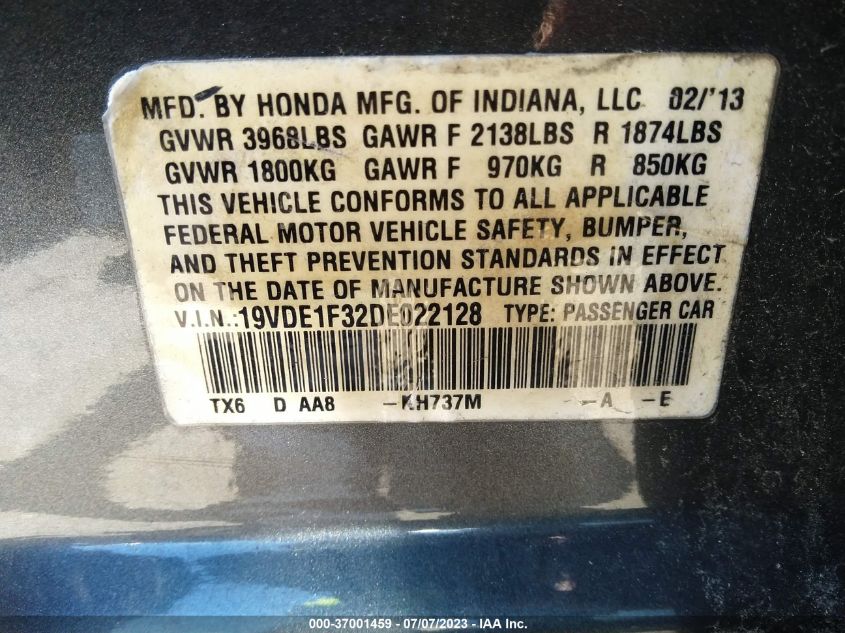 MFD. BY HONDA MFG. OF INDIANA, LLC 02/'13
GVWR 3968LBS GAWR F 2138LBS R 1874LBS
GVWR 1800KG GAWR F 970KG R 850KG
THIS VEHICLE CONFORMS TO ALL APPLICABLE
FEDERAL MOTOR VEHICLE SAFETY, BUMPER,
AND THEFT PREVENTION STANDARDS IN EFFECT
ON THE DATE OF MANUFACTURE SHOWN ABOVE.
V.I.N.:19VDE1F32DE022128 TYPE: PASSENGER CAR
TX6 D AA8 -NH737M -A -E
000-37001459 - 07/07/2023 - IAA Inc.